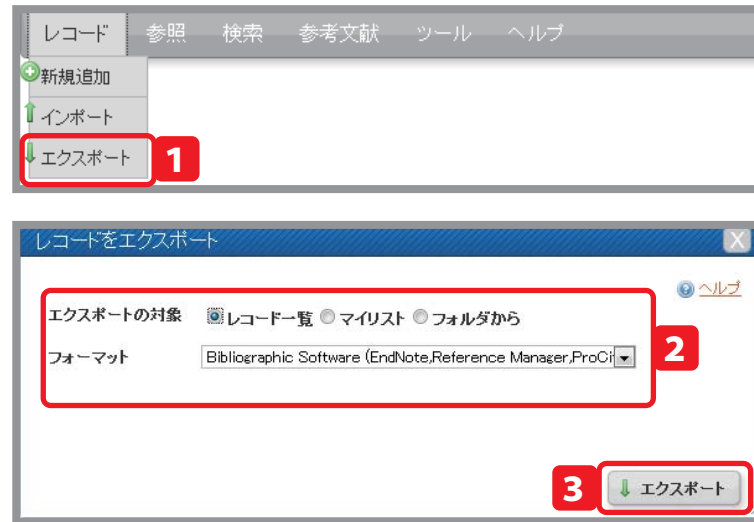 レコード 参照 検索 参考文献 ツール ヘルプ
新規追加
インポート
エクスポート 1
レコードをエクスポート X
ヘルプ
エクスポートの対象 レコード一覧 マイリスト フォルダから
フォーマット Bibliographic Software (EndNote,Reference Manager,ProCi 2
3 エクスポート